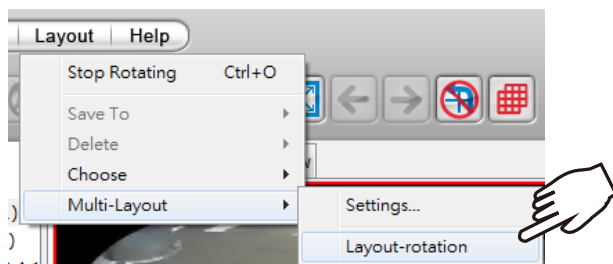 Layout Help
Stop Rotating Ctrl+O
Save To
Delete
Choose
Multi-Layout
Settings...
Layout-rotation